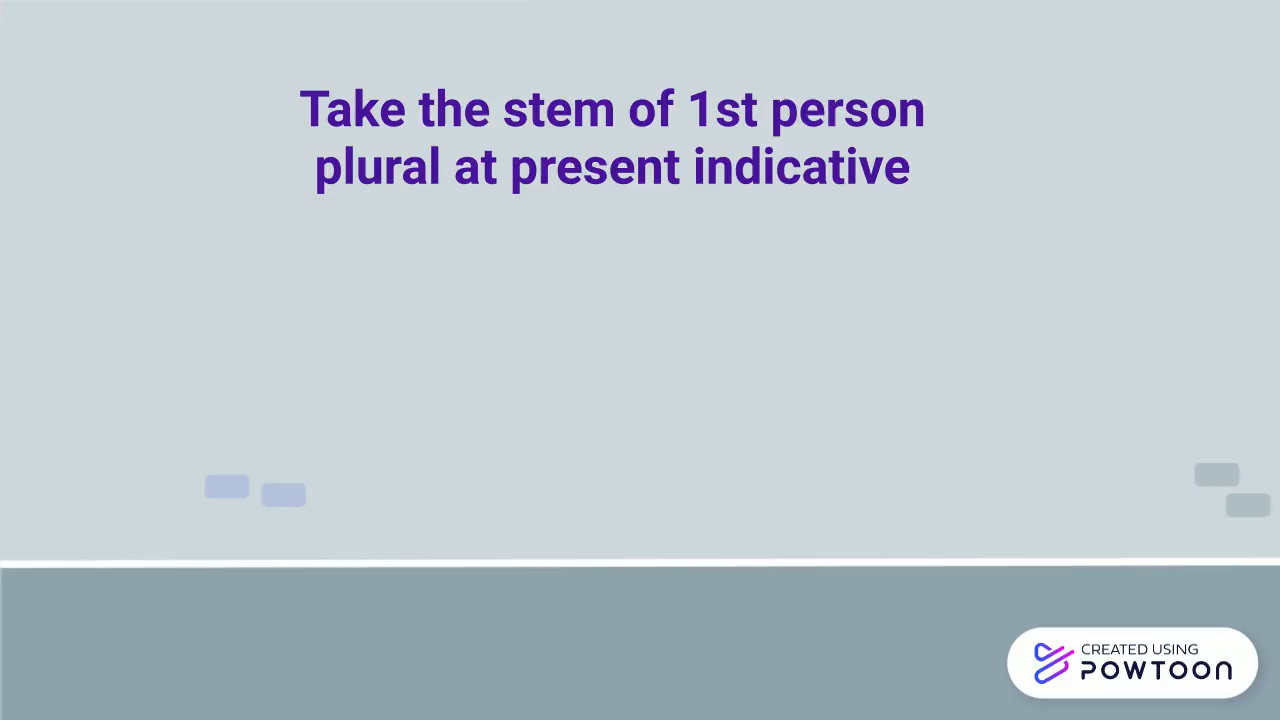 Take the stem of 1st person
plural at present indicative
CREATED USING
POWTOON